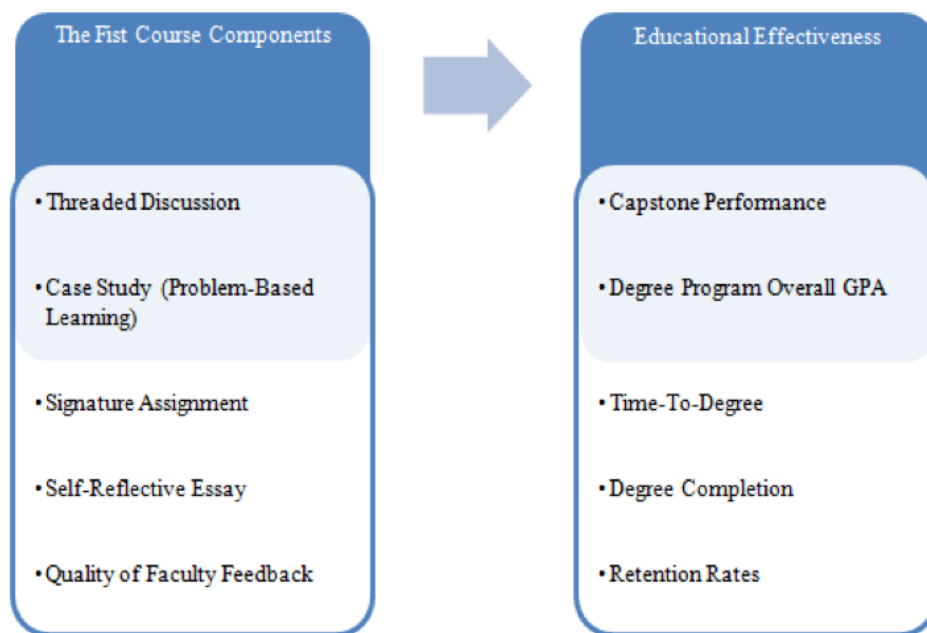 The Fist Course Components
• Threaded Discussion
• Case Study (Problem-Based
Learning)
• Signature Assignment
• Self-Reflective Essay
• Quality of Faculty Feedback
Educational Effectiveness
• Capstone Performance
• Degree Program Overall GPA
• Time-To-Degree
• Degree Completion
• Retention Rates